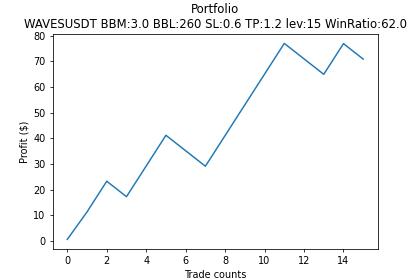 Portfolio
WAVESUSDT BBM:3.0 BBL:260 SL:0.6 TP:1.2 lev:15 WinRatio:62.0
80
70
60
50
40
30
20
10
0
Profit ($)
0 2 4 6 8 10 12 14
Trade counts